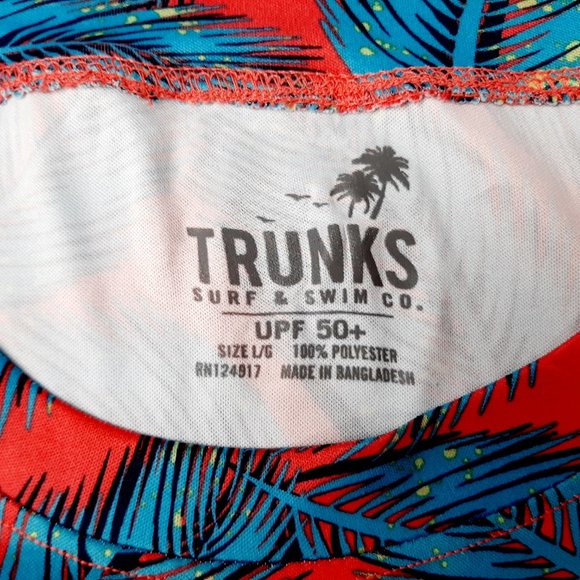 TRUNKS
SURF & SWIM CO.
UPF 50+
SIZE L/G 100% POLYESTER
RN124917 MADE IN BANGLADESH